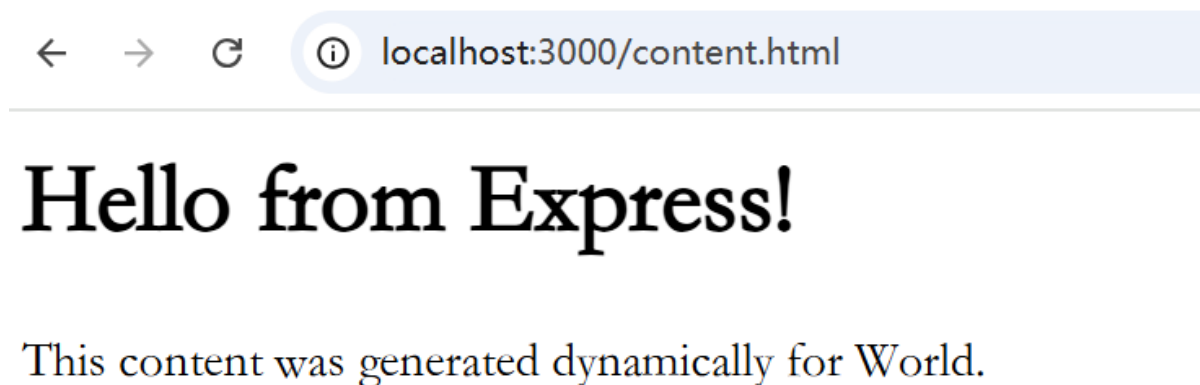 localhost:3000/content.html
Hello from Express!
This content was generated dynamically for World.